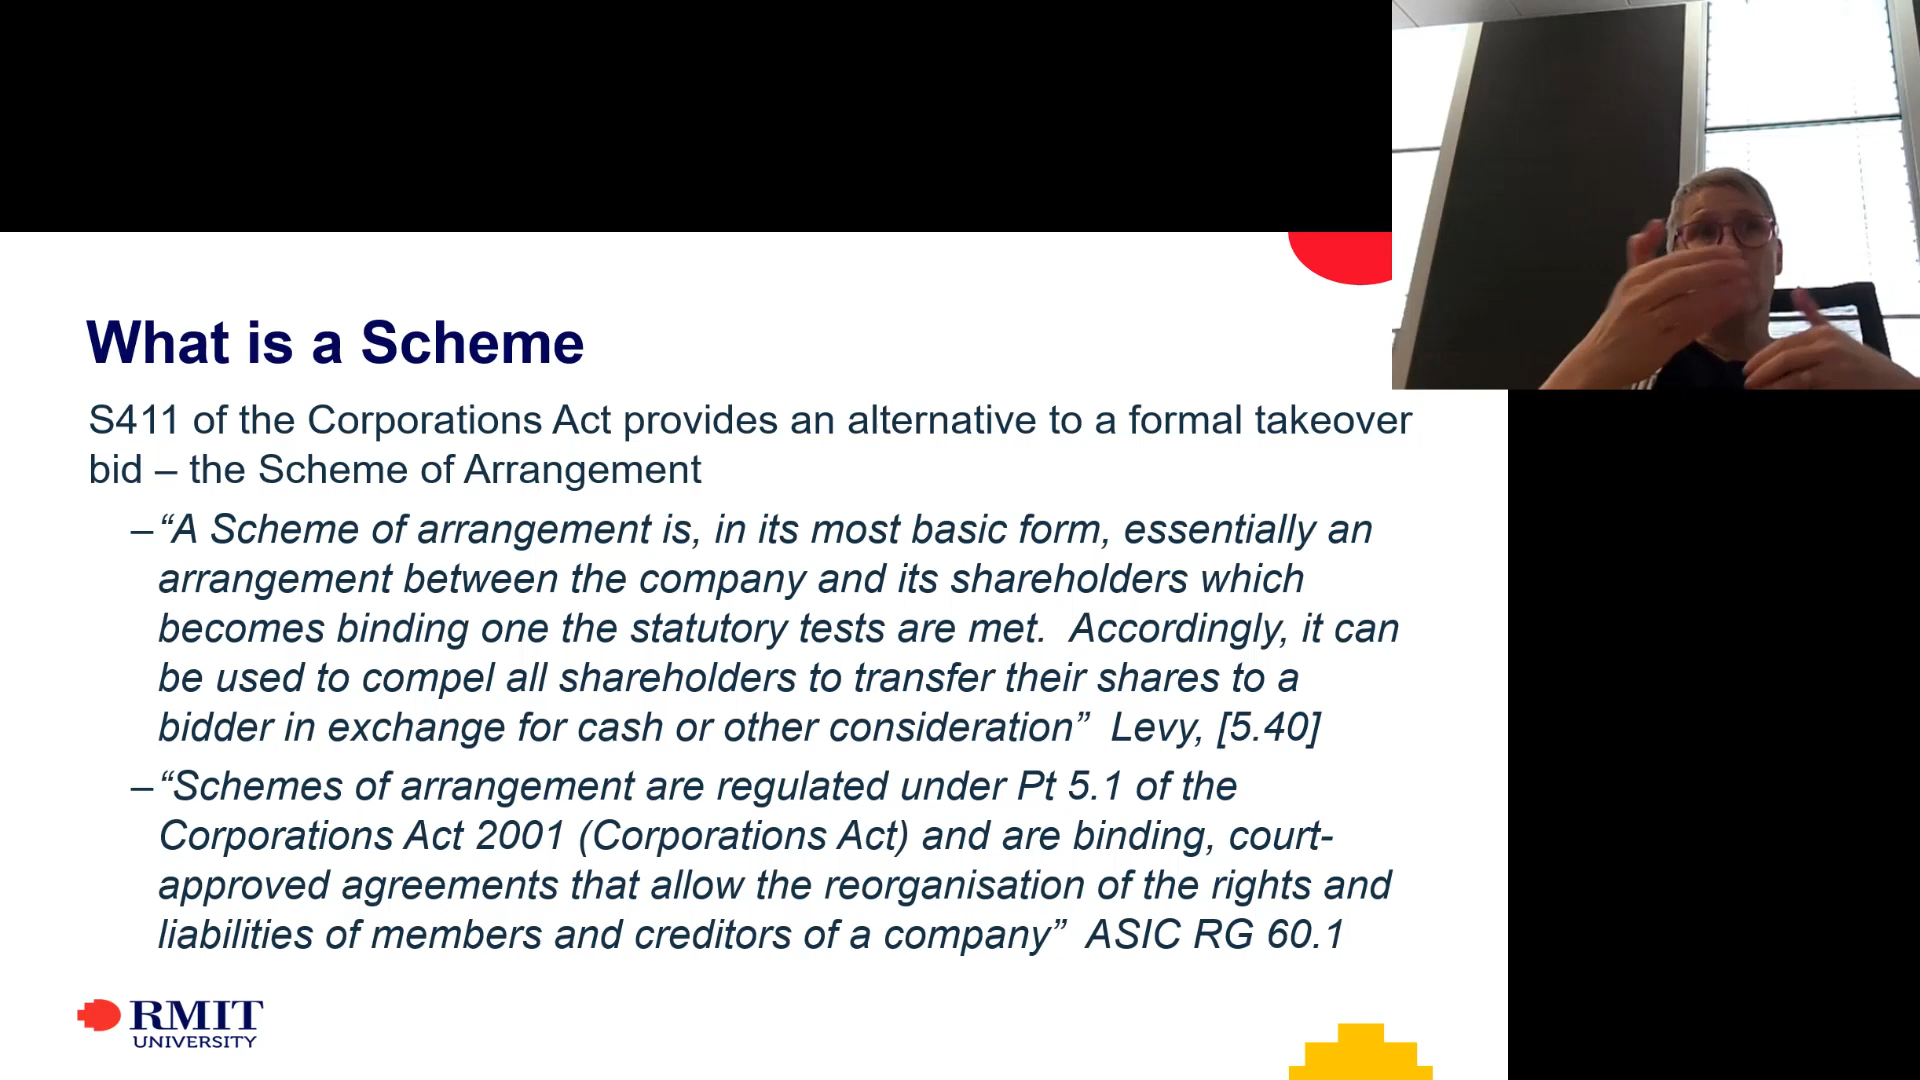 What is a Scheme
S411 of the Corporations Act provides an alternative to a formal takeover
bid – the Scheme of Arrangement
–“A Scheme of arrangement is, in its most basic form, essentially an
arrangement between the company and its shareholders which
becomes binding one the statutory tests are met.  Accordingly, it can
be used to compel all shareholders to transfer their shares to a
bidder in exchange for cash or other consideration”  Levy, [5.40]
–“Schemes of arrangement are regulated under Pt 5.1 of the
Corporations Act 2001 (Corporations Act) and are binding, court-
approved agreements that allow the reorganisation of the rights and
liabilities of members and creditors of a company”  ASIC RG 60.1
RMIT
UNIVERSITY